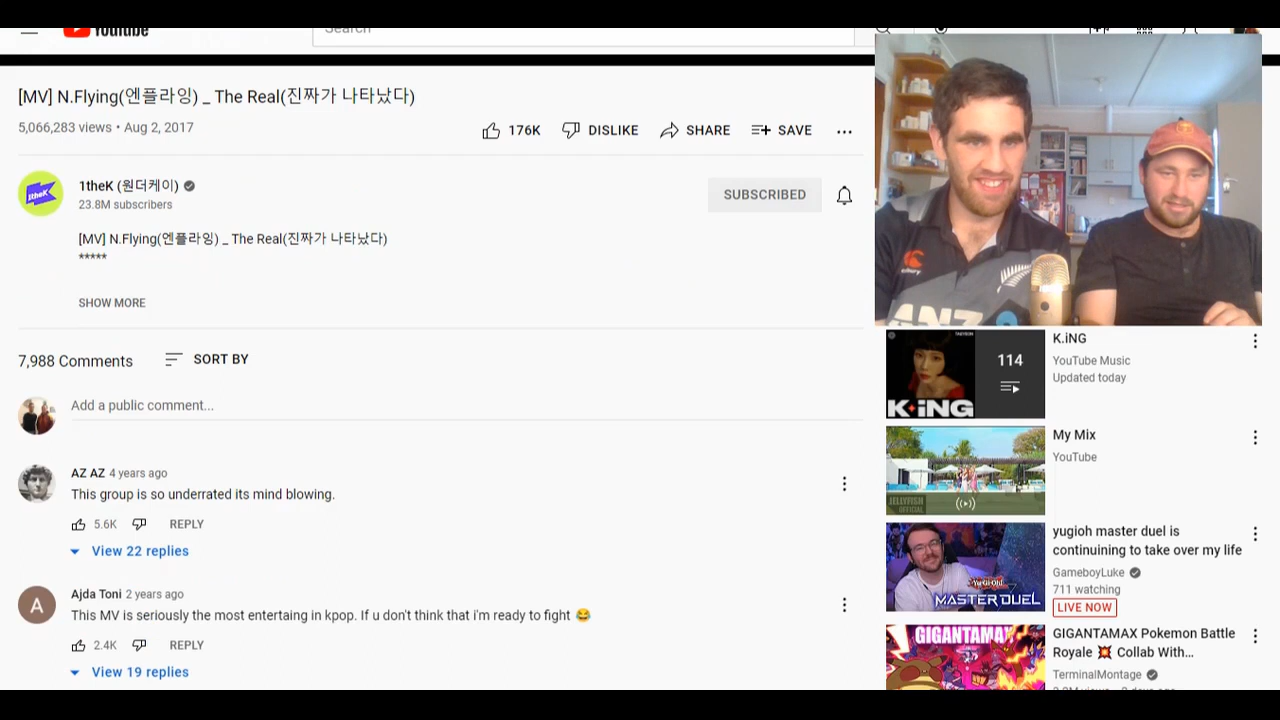 YouTube
Search
[MV] N.Flying(엔플라잉) _ The Real(진짜가 나타났다)
5,066,283 views • Aug 2, 2017
176K
DISLIKE
SHARE
SAVE
1theK (원더케이)
23.8M subscribers
SUBSCRIBED
[MV] N.Flying(엔플라잉) _ The Real(진짜가 나타났다)
*****
SHOW MORE
7,988 Comments
SORT BY
Add a public comment...
AZ AZ 4 years ago
This group is so underrated its mind blowing.
5.6K
REPLY
View 22 replies
A
Ajda Toni 2 years ago
This MV is seriously the most entertaing in kpop. If u don't think that i'm ready to fight 😂
2.4K
REPLY
View 19 replies
ANZ
114
K•iNG
K.iNG
YouTube Music
Updated today
JELLYFISH
OFFICIAL
My Mix
YouTube
Yu-Gi-Oh!
MASTER DUEL
yugioh master duel is
continuining to take over my life
GameboyLuke
711 watching
LIVE NOW
GIGANTAMAX
GIGANTAMAX Pokemon Battle
Royale 💥 Collab With...
TerminalMontage